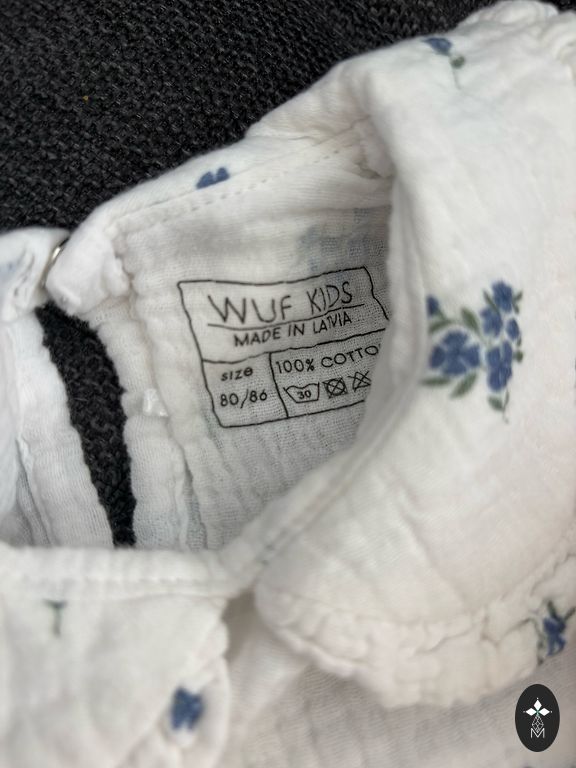 WUF KIDS
MADE IN LATVIA
size
80/86
100% COTTO
30